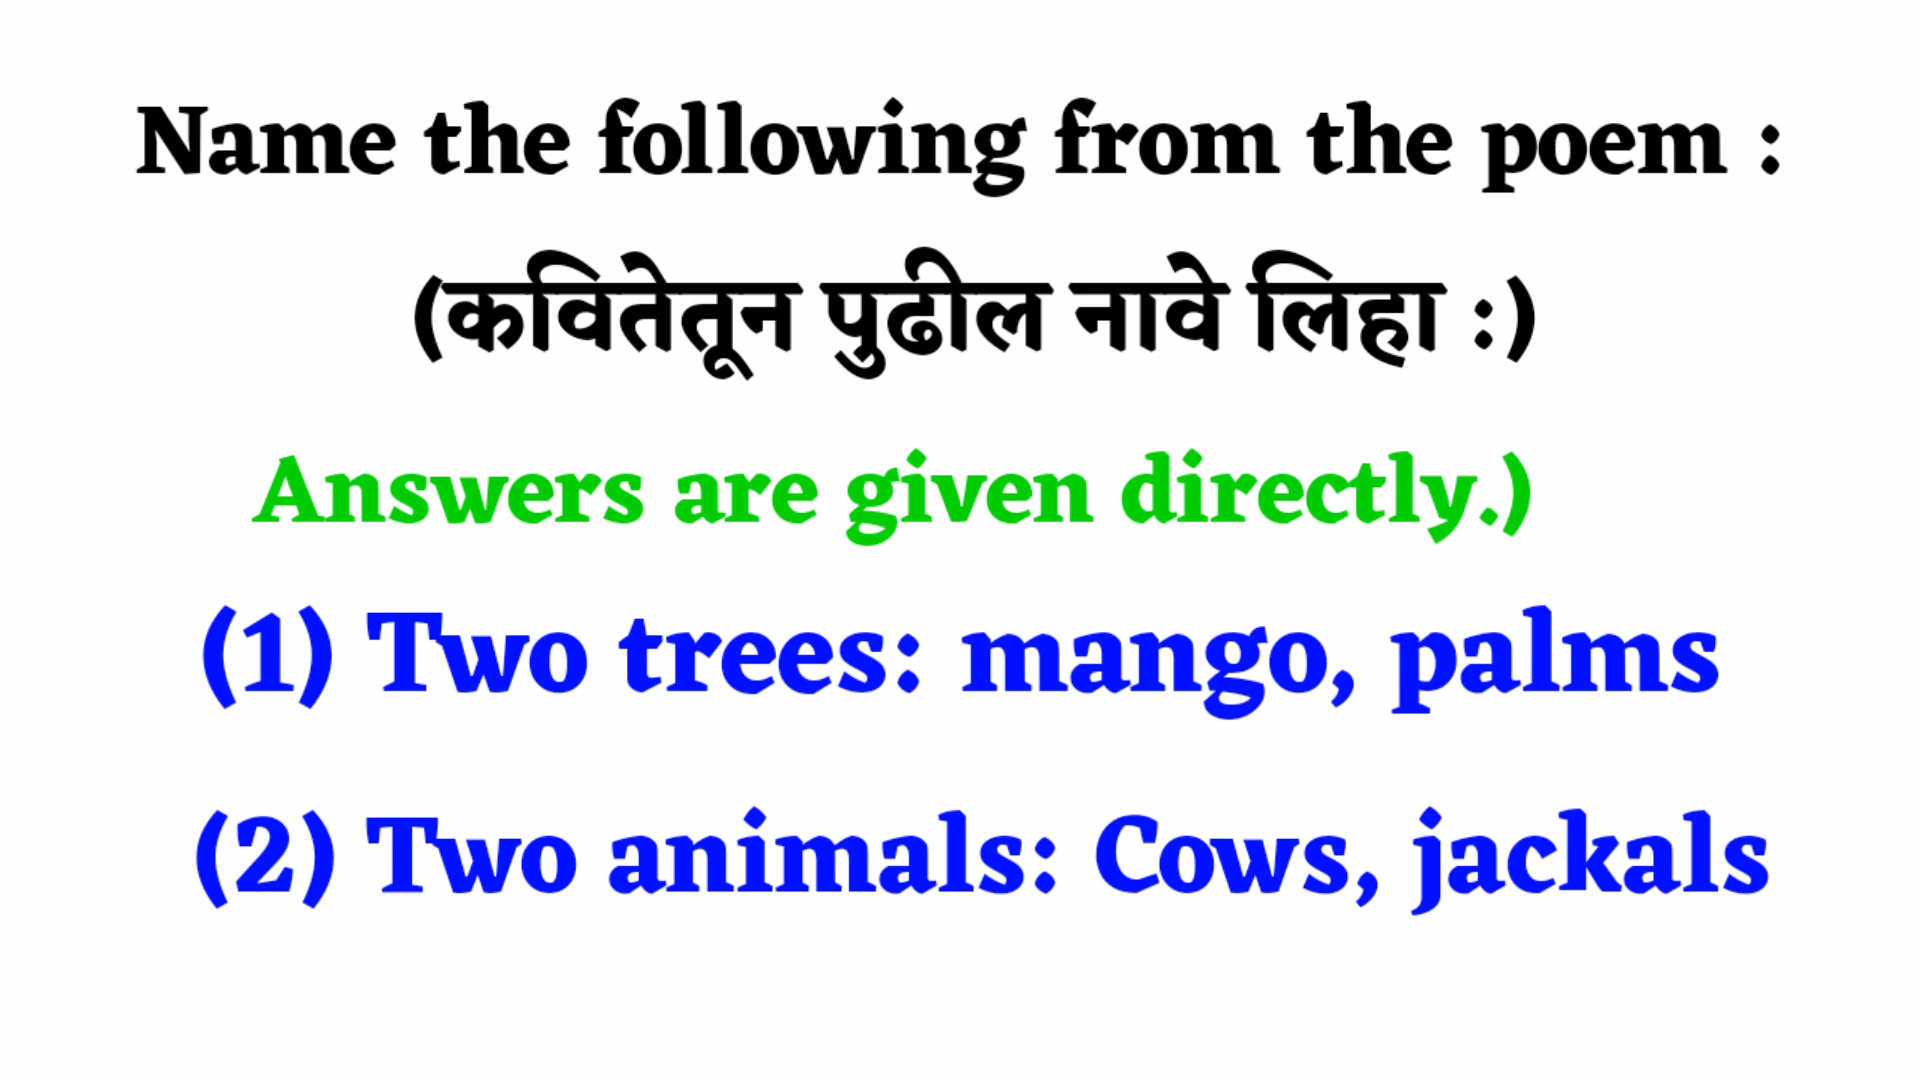 Name the following from the poem :
(कवितेतून पुढील नावे लिहा :)
Answers are given directly.)
(1) Two trees: mango, palms
(2) Two animals: Cows, jackals